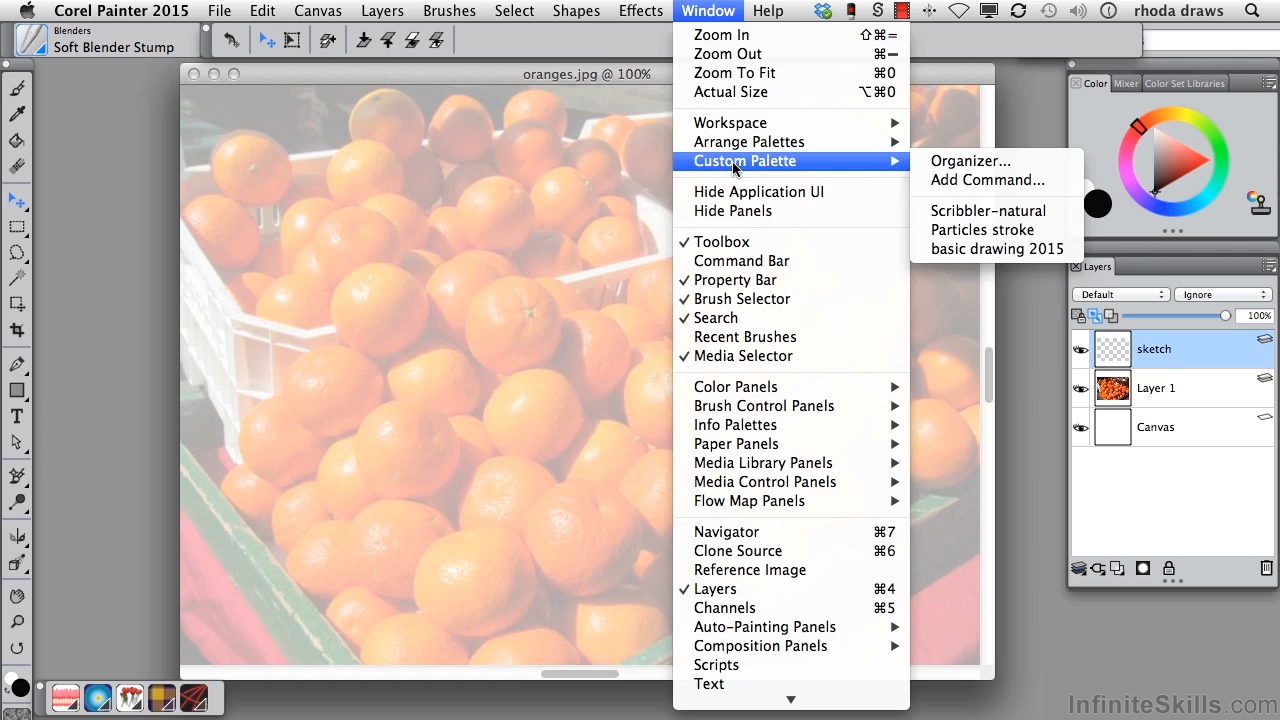 Corel Painter 2015 File Edit Canvas Layers Brushes Select Shapes Effects Window Help rhoda draws
Blenders
Soft Blender Stump
oranges.jpg @ 100%
Zoom In ⇧⌘=
Zoom Out ⌘−
Zoom To Fit ⌘0
Actual Size ⌥⌘0
Workspace
Arrange Palettes
Custom Palette
Hide Application UI
Hide Panels
Toolbox
Command Bar
Property Bar
Brush Selector
Search
Recent Brushes
Media Selector
Color Panels
Brush Control Panels
Info Palettes
Paper Panels
Media Library Panels
Media Control Panels
Flow Map Panels
Navigator ⌘7
Clone Source ⌘6
Reference Image
Layers ⌘4
Channels ⌘5
Auto-Painting Panels
Composition Panels
Scripts
Text
Organizer...
Add Command...
Scribbler-natural
Particles stroke
basic drawing 2015
Color Mixer Color Set Libraries
Layers
Default Ignore
100%
sketch
Layer 1
Canvas
InfiniteSkills.com